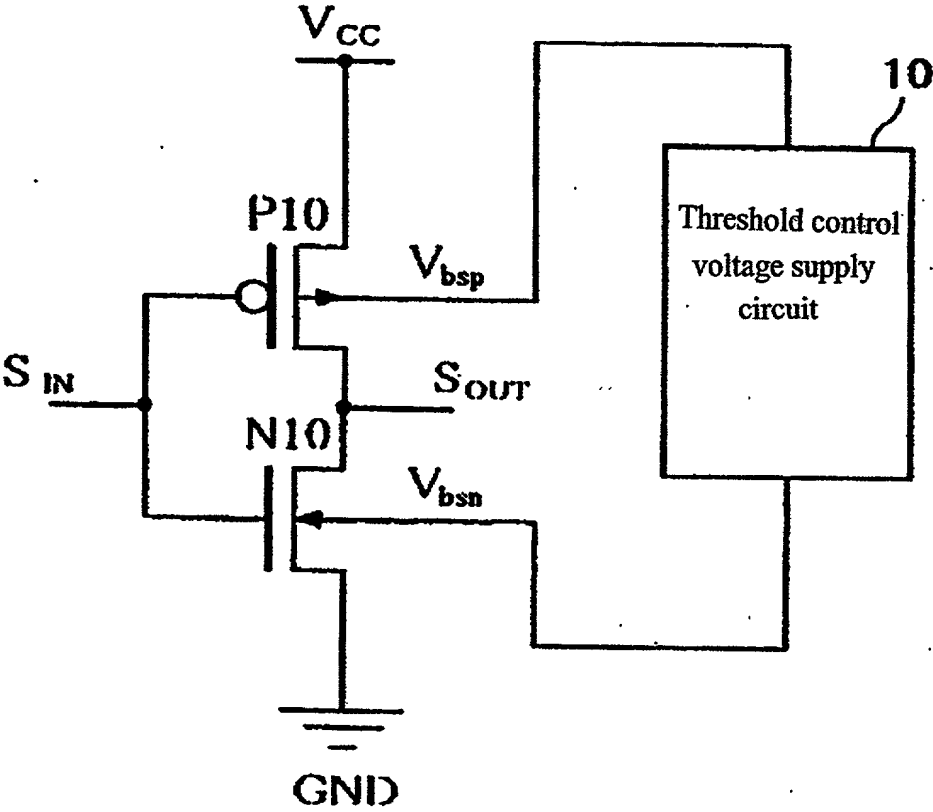 VCC
10
P10
Threshold control
voltage supply
circuit
Vbsp
SIN
SOUT
N10
Vbsn
GND